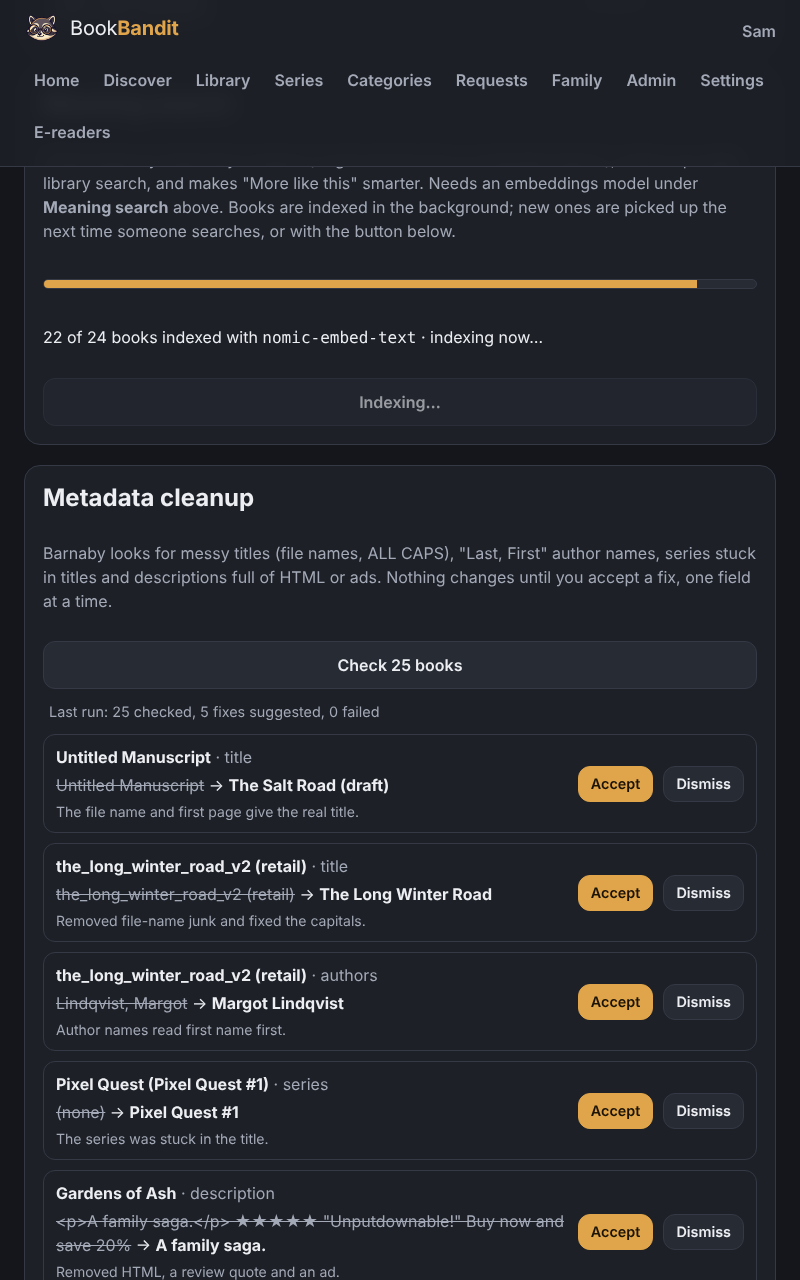 BookBandit
Sam
Home Discover Library Series Categories Requests Family Admin Settings
E-readers
library search, and makes "More like this" smarter. Needs an embeddings model under
Meaning search above. Books are indexed in the background; new ones are picked up the
next time someone searches, or with the button below.
22 of 24 books indexed with nomic-embed-text · indexing now…
Indexing…
Metadata cleanup
Barnaby looks for messy titles (file names, ALL CAPS), "Last, First" author names, series stuck
in titles and descriptions full of HTML or ads. Nothing changes until you accept a fix, one field
at a time.
Check 25 books
Last run: 25 checked, 5 fixes suggested, 0 failed
Untitled Manuscript · title
Untitled Manuscript → The Salt Road (draft)
The file name and first page give the real title.
Accept Dismiss
the_long_winter_road_v2 (retail) · title
the_long_winter_road_v2 (retail) → The Long Winter Road
Removed file-name junk and fixed the capitals.
Accept Dismiss
the_long_winter_road_v2 (retail) · authors
Lindqvist, Margot → Margot Lindqvist
Author names read first name first.
Accept Dismiss
Pixel Quest (Pixel Quest #1) · series
(none) → Pixel Quest #1
The series was stuck in the title.
Accept Dismiss
Gardens of Ash · description
<p>A family saga.</p> ★★★★★ "Unputdownable!" Buy now and
save 20% → A family saga.
Removed HTML, a review quote and an ad.
Accept Dismiss